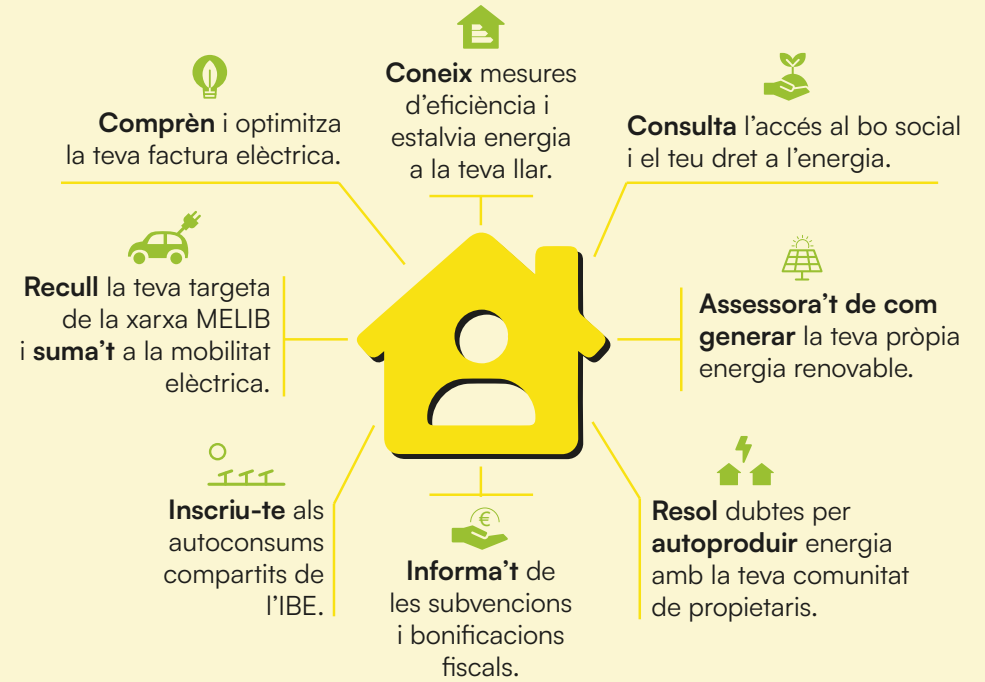 Comprèn i optimitza
la teva factura elèctrica.
Coneix mesures
d'eficiència i
estalvia energia
a la teva llar.
Consulta l'accés al bo social
i el teu dret a l'energia.
Recull la teva targeta
de la xarxa MELIB
i suma't a la mobilitat
elèctrica.
Assessora't de com
generar la teva pròpia
energia renovable.
Inscriu-te als
autoconsums
compartits de
l'IBE.
€
Informa't de
les subvencions
i bonificacions
fiscals.
Resol dubtes per
autoproduir energia
amb la teva comunitat
de propietaris.